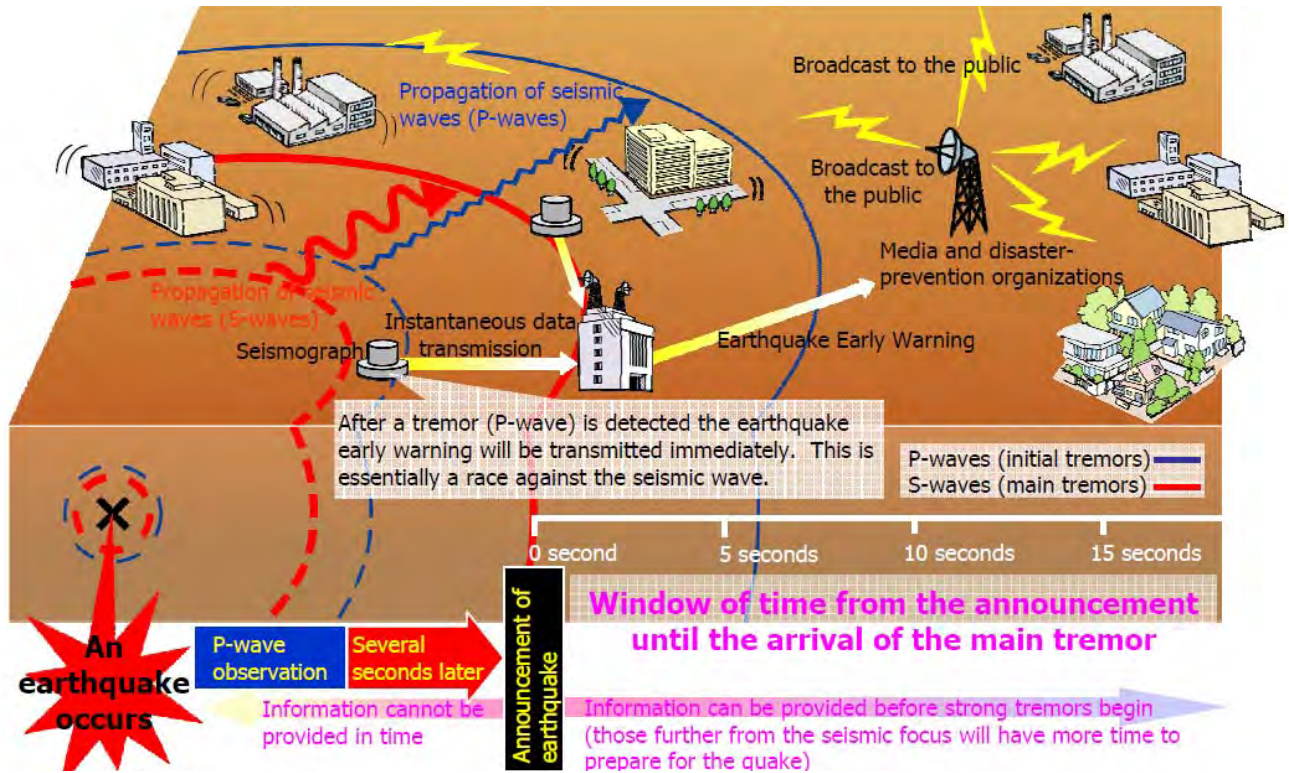 Broadcast to the public
Propagation of seismic
waves (P-waves)
Broadcast to
the public
Media and disaster-
prevention organizations
Propagation of seismic
waves (S-waves)
Instantaneous data
transmission
Seismograph
Earthquake Early Warning
After a tremor (P-wave) is detected the earthquake
early warning will be transmitted immediately. This is
essentially a race against the seismic wave.
P-waves (initial tremors)
S-waves (main tremors)
0 second
5 seconds
10 seconds
15 seconds
An
earthquake
occurs
P-wave
observation
Several
seconds later
Announcement of
earthquake
Window of time from the announcement
until the arrival of the main tremor
Information cannot be
provided in time
Information can be provided before strong tremors begin
(those further from the seismic focus will have more time to
prepare for the quake)